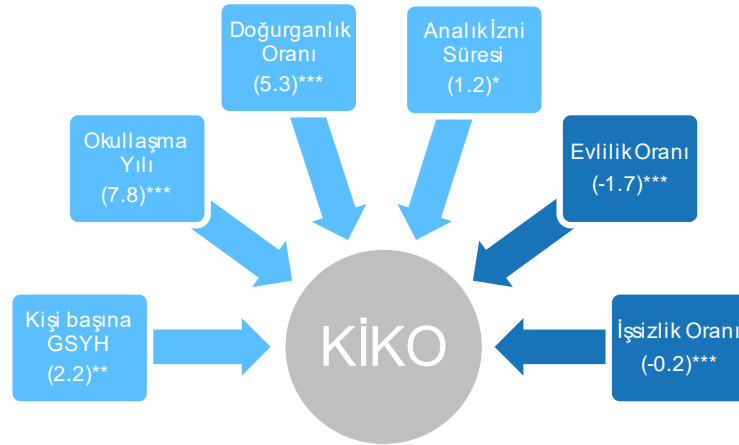 Doğurganlık
Oranı
(5.3)***
Analık İzni
Süresi
(1.2)*
Okullaşma
Yılı
(7.8)***
Evlilik Oranı
(-1.7)***
Kişi başına
GSYH
(2.2)**
KİKO
İşsizlik Oranı
(-0.2)***